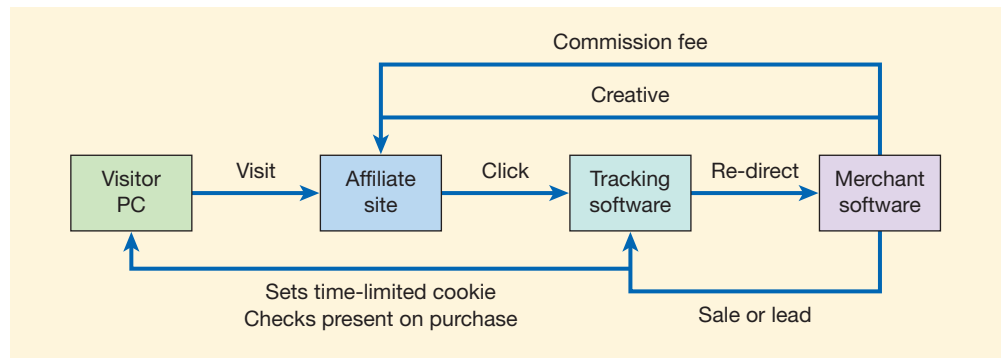 Commission fee
Creative
Visitor
PC
Visit
Affiliate
site
Click
Tracking
software
Re-direct
Merchant
software
Sets time-limited cookie
Checks present on purchase
Sale or lead